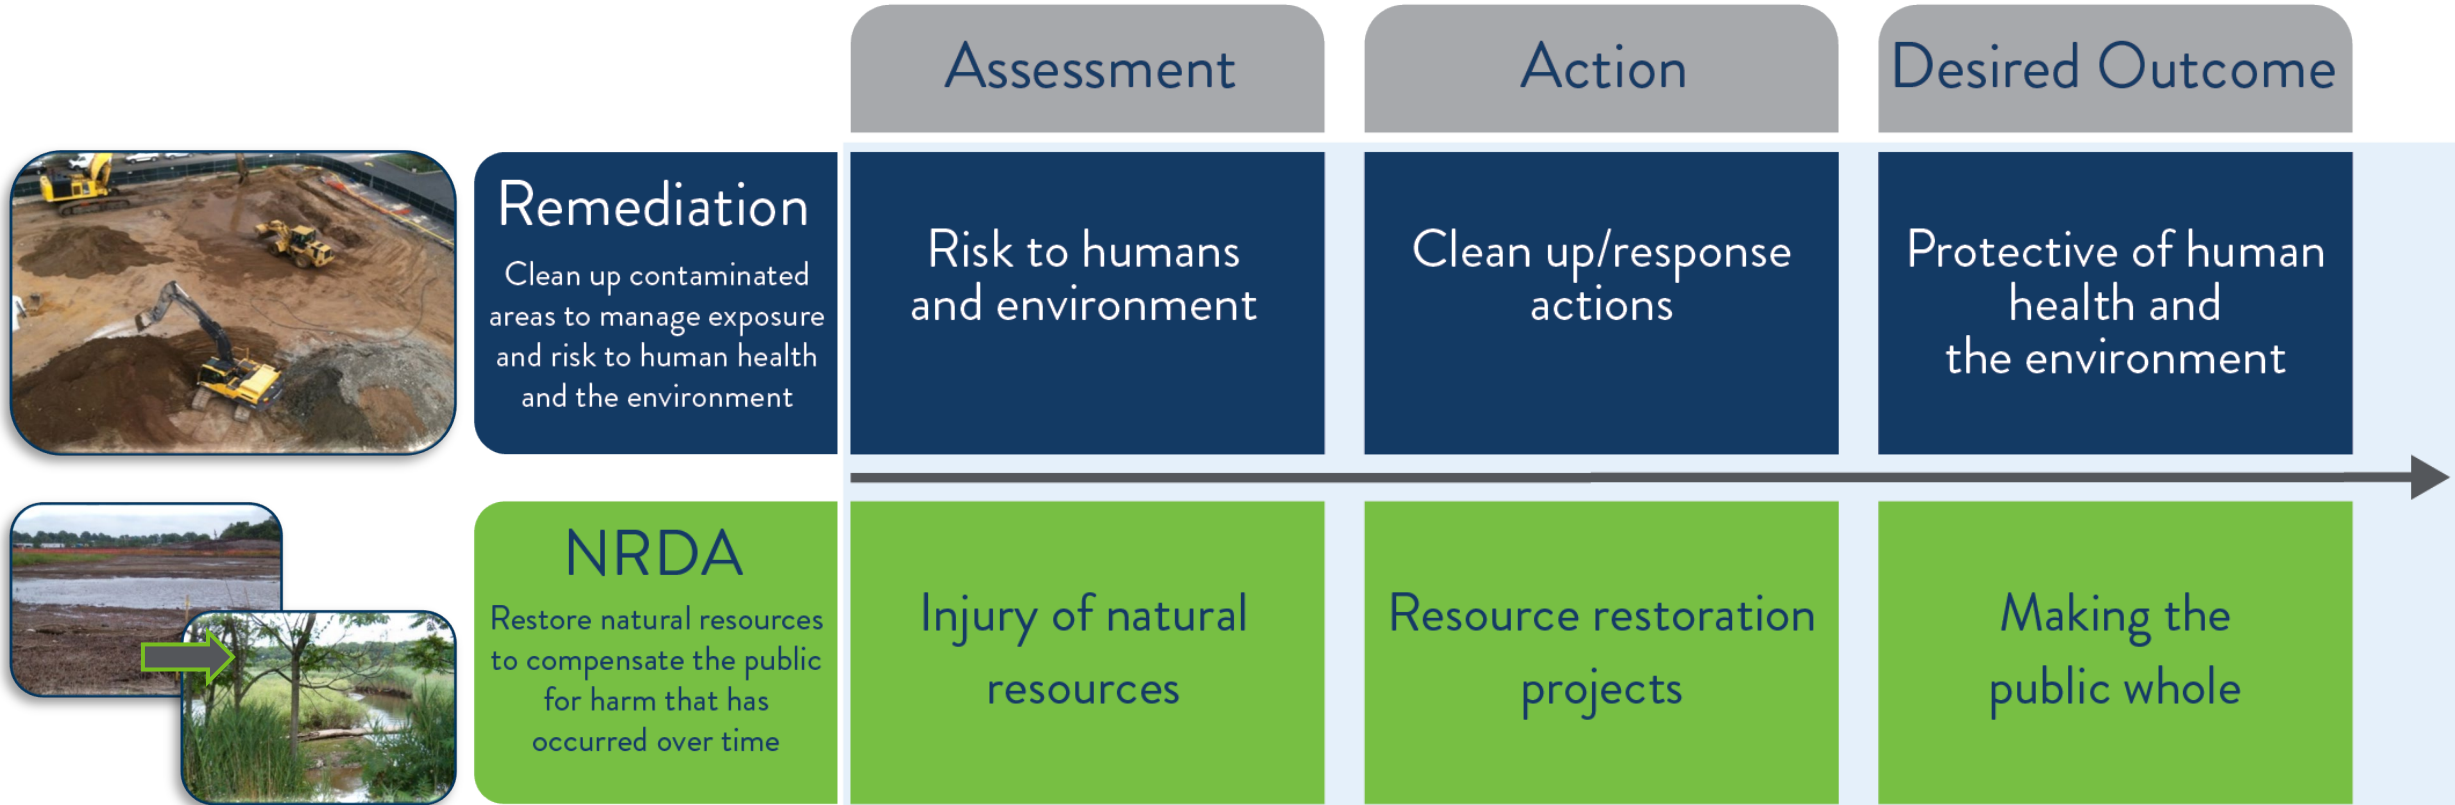 Assessment
Action
Desired Outcome
Remediation
Clean up contaminated
areas to manage exposure
and risk to human health
and the environment
Risk to humans
and environment
Clean up/response
actions
Protective of human
health and
the environment
NRDA
Restore natural resources
to compensate the public
for harm that has
occurred over time
Injury of natural
resources
Resource restoration
projects
Making the
public whole